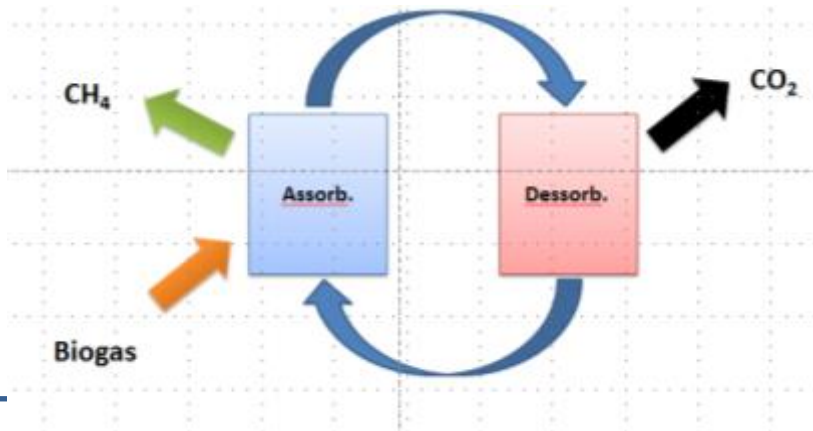 CH₄
CO₂
Assorb.
Dessorb.
Biogas